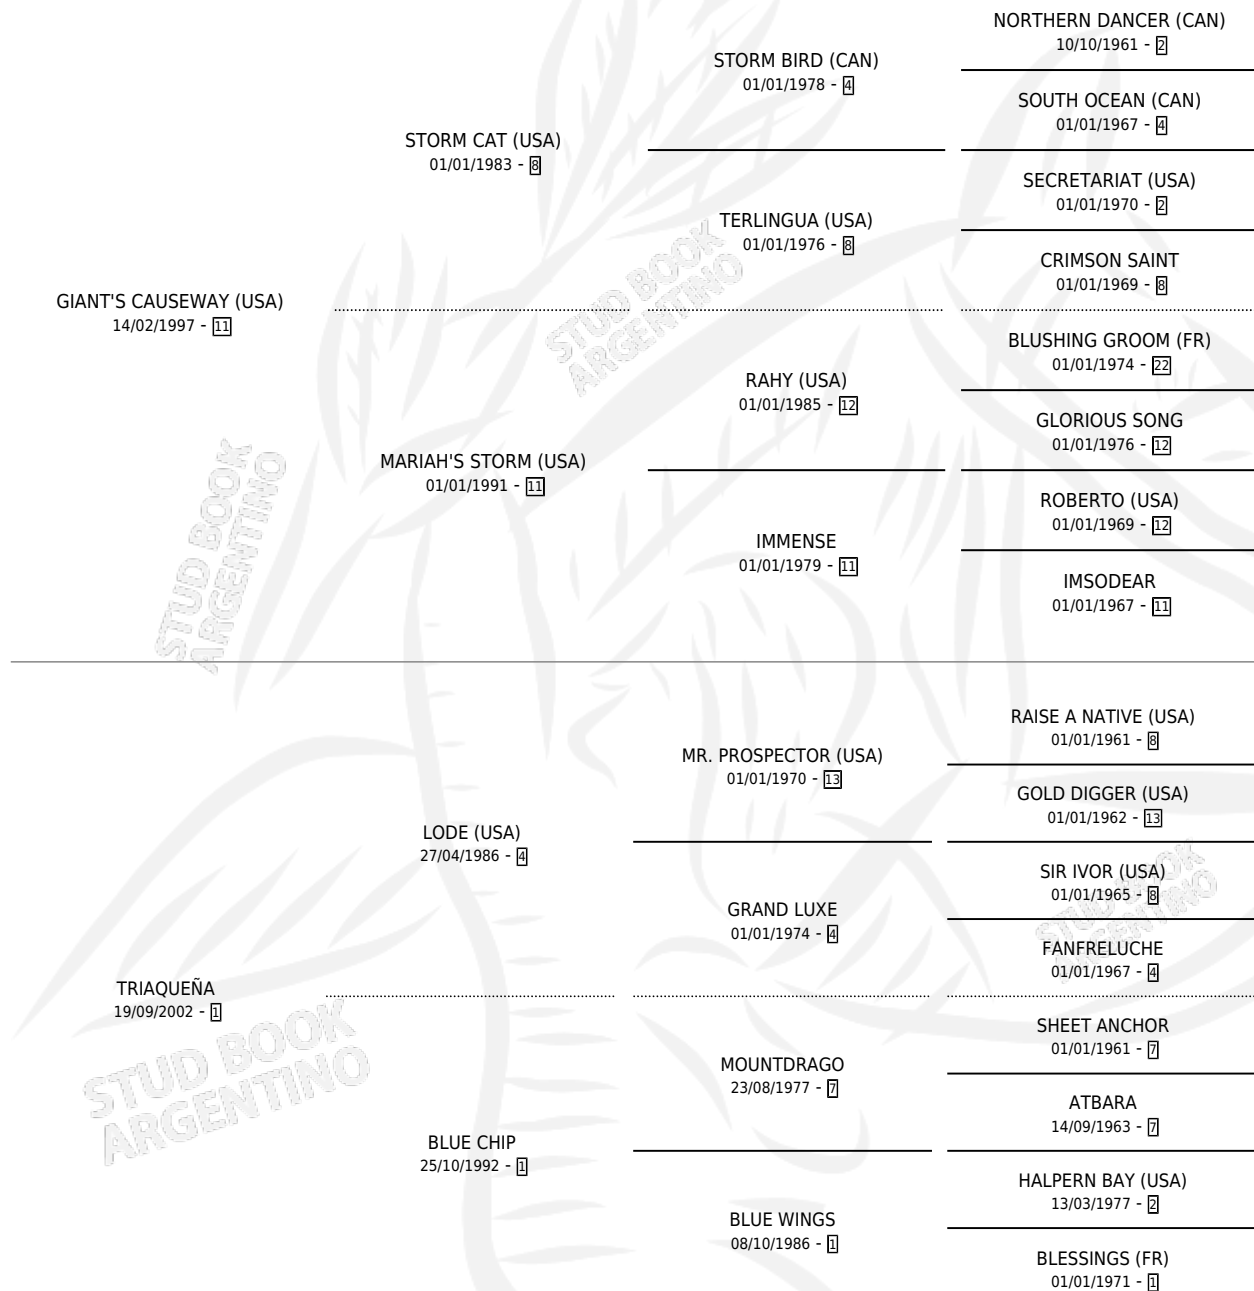 NORTHERN DANCER (CAN)
10/10/1961 - 2
STORM BIRD (CAN)
01/01/1978 - 4
SOUTH OCEAN (CAN)
01/01/1967 - 4
STORM CAT (USA)
01/01/1983 - 8
SECRETARIAT (USA)
01/01/1970 - 2
TERLINGUA (USA)
01/01/1976 - 8
CRIMSON SAINT
01/01/1969 - 8
GIANT'S CAUSEWAY (USA)
14/02/1997 - 11
BLUSHING GROOM (FR)
01/01/1974 - 22
RAHY (USA)
01/01/1985 - 12
GLORIOUS SONG
01/01/1976 - 12
MARIAH'S STORM (USA)
01/01/1991 - 11
ROBERTO (USA)
01/01/1969 - 12
IMMENSE
01/01/1979 - 11
IMSODEAR
01/01/1967 - 11
RAISE A NATIVE (USA)
01/01/1961 - 8
MR. PROSPECTOR (USA)
01/01/1970 - 13
GOLD DIGGER (USA)
01/01/1962 - 13
LODE (USA)
27/04/1986 - 4
SIR IVOR (USA)
01/01/1965 - 8
GRAND LUXE
01/01/1974 - 4
FANFRELUCHE
01/01/1967 - 4
TRIAQUEÑA
19/09/2002 - 1
SHEET ANCHOR
01/01/1961 - 7
MOUNTDRAGO
23/08/1977 - 7
ATBARA
14/09/1963 - 7
BLUE CHIP
25/10/1992 - 1
HALPERN BAY (USA)
13/03/1977 - 2
BLUE WINGS
08/10/1986 - 1
BLESSINGS (FR)
01/01/1971 - 1
STUD BOOK
ARGENTINO
STUD BOOK
ARGENTINO
STUD BOOK
ARGENTINO
STUD BOOK
ARGENTINO